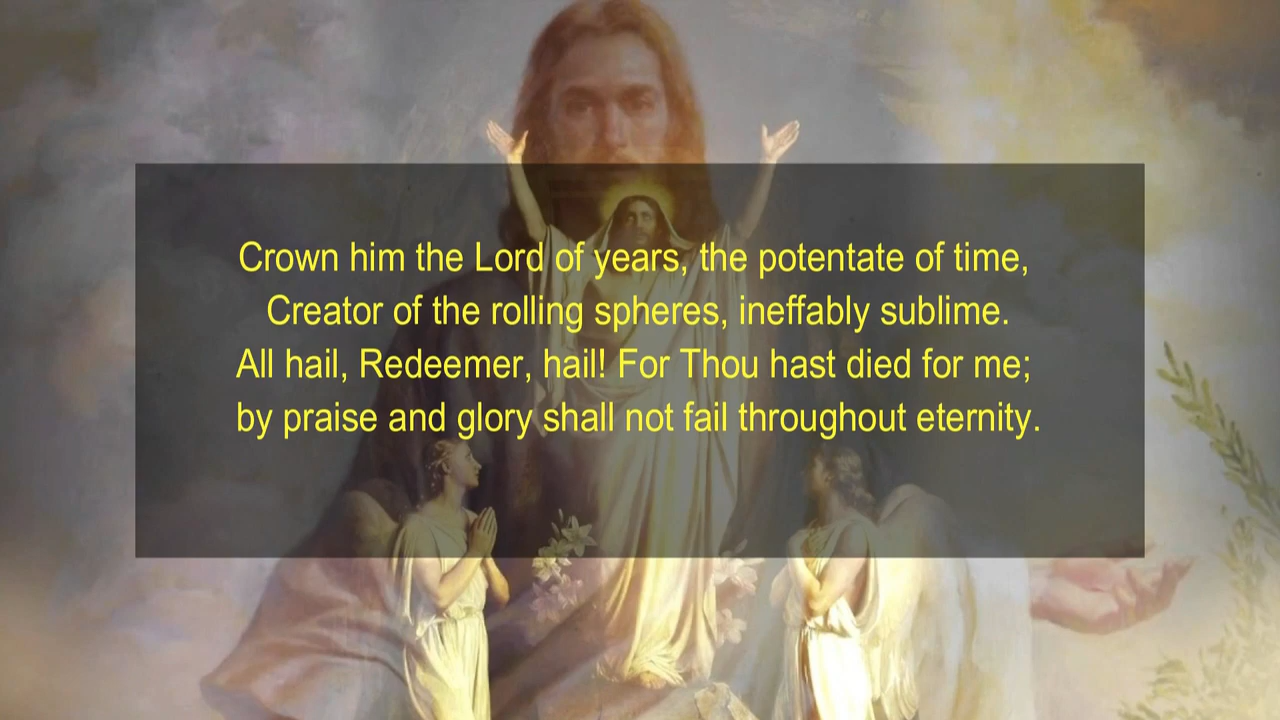 Crown him the Lord of years, the potentate of time,
Creator of the rolling spheres, ineffably sublime.
All hail, Redeemer, hail! For Thou hast died for me;
by praise and glory shall not fail throughout eternity.